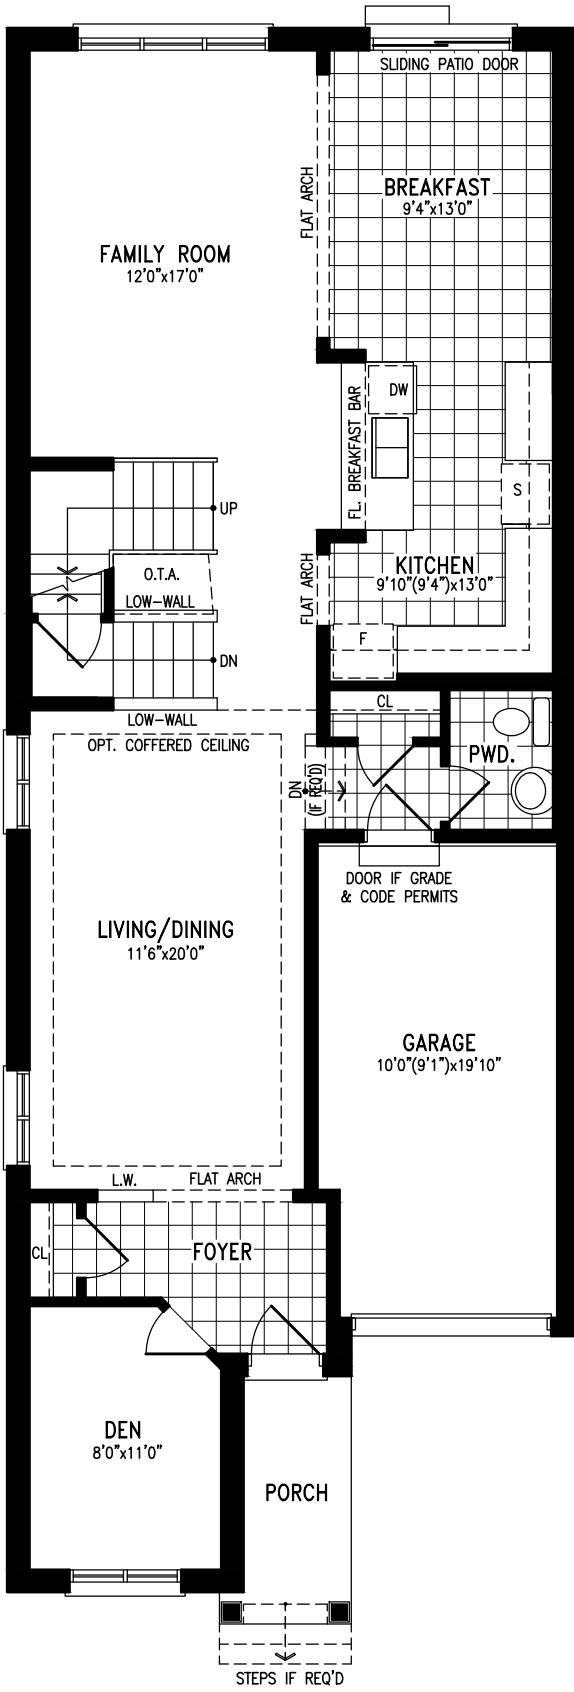 SLIDING PATIO DOOR
BREAKFAST
9'4"x13'0"
FLAT ARCH
FAMILY ROOM
12'0"x17'0"
DW
FL. BREAKFAST BAR
S
UP
O.T.A.
LOW-WALL
FLAT ARCH
KITCHEN
9'10"(9'4")x13'0"
F
DN
CL
LOW-WALL
OPT. COFFERED CEILING
PWD.
DN
(IF REQ'D)
DOOR IF GRADE
& CODE PERMITS
LIVING/DINING
11'6"x20'0"
GARAGE
10'0"(9'1")x19'10"
L.W.
FLAT ARCH
CL
FOYER
DEN
8'0"x11'0"
PORCH
STEPS IF REQ'D